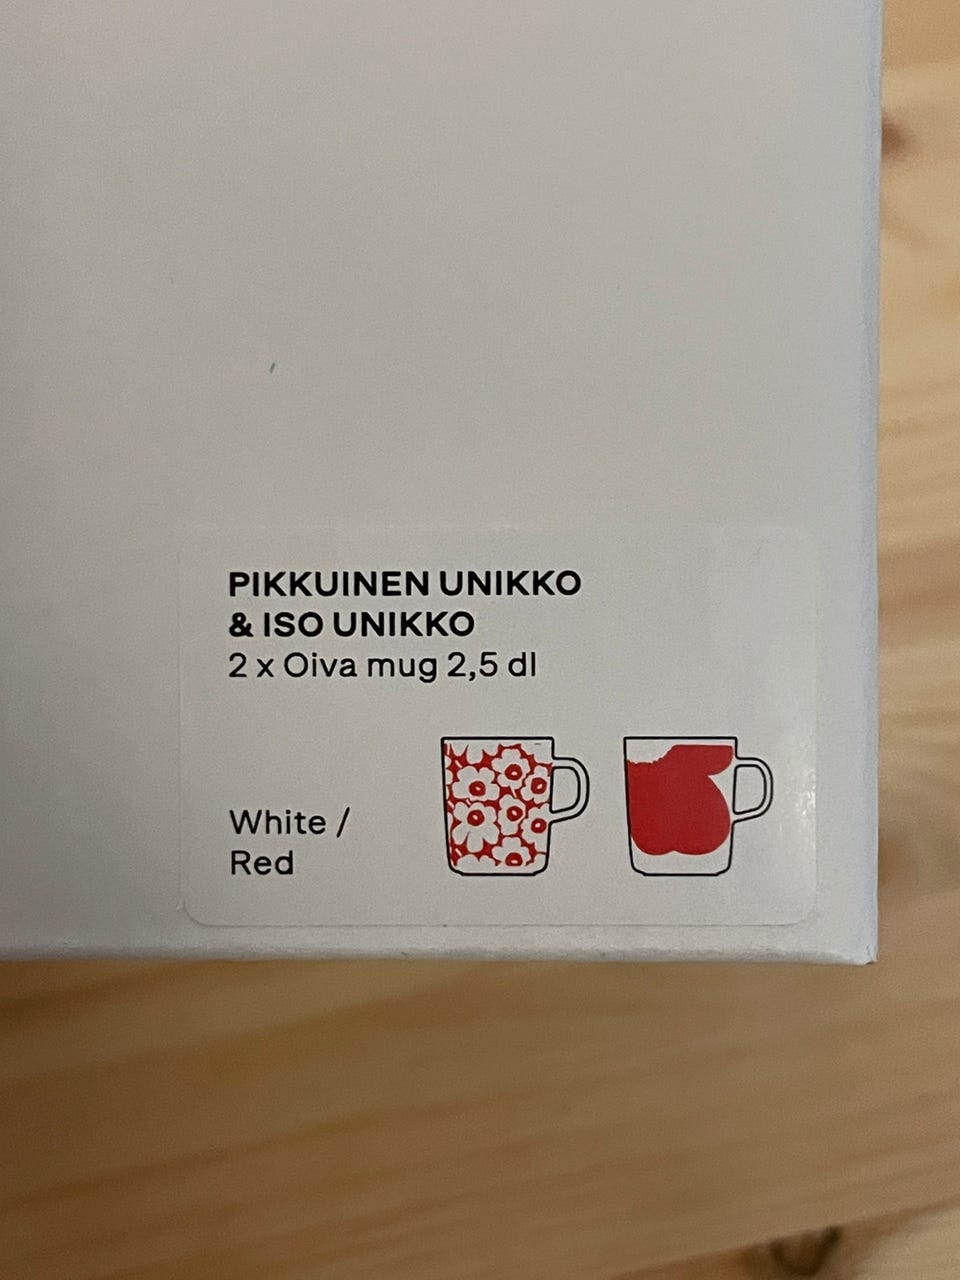 PIKKUINEN UNIKKO
& ISO UNIKKO
2 x Oiva mug 2,5 dl
White /
Red